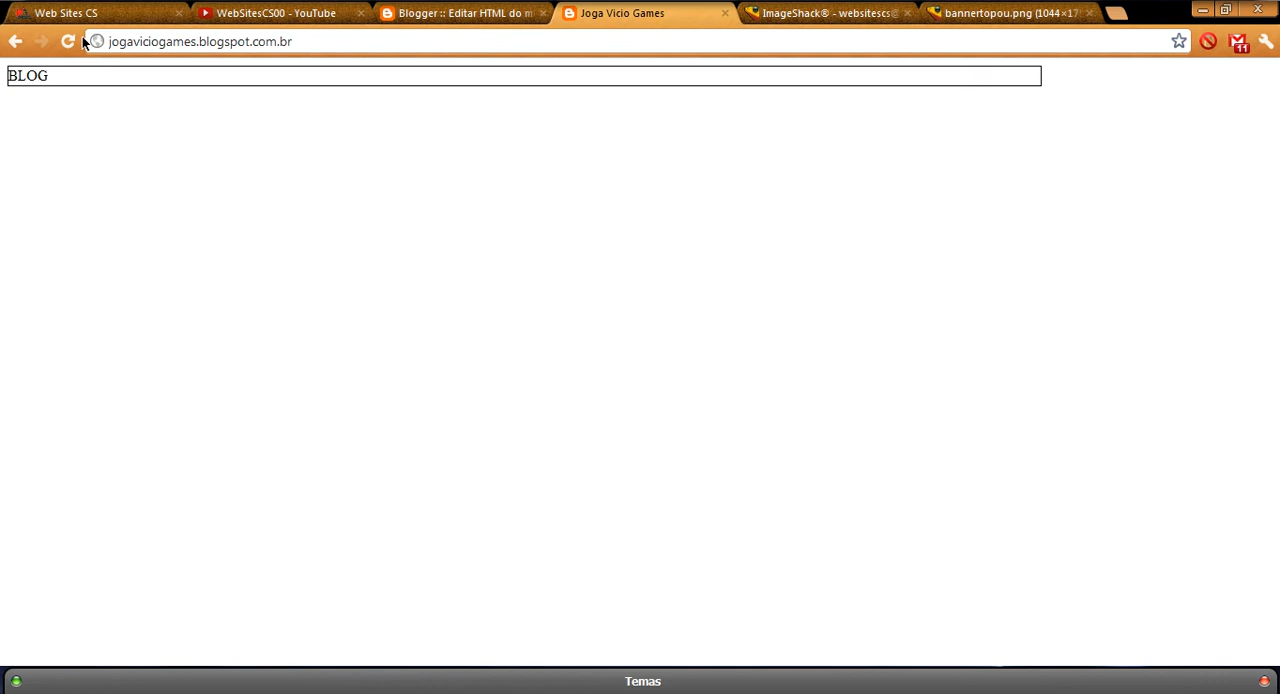 Web Sites CS
WebSitesCS00 - YouTube
Blogger :: Editar HTML do m
Joga Vicio Games
ImageShack® - websitescs@
bannertopou.png (1044×17
jogaviciogames.blogspot.com.br
11
BLOG
Temas